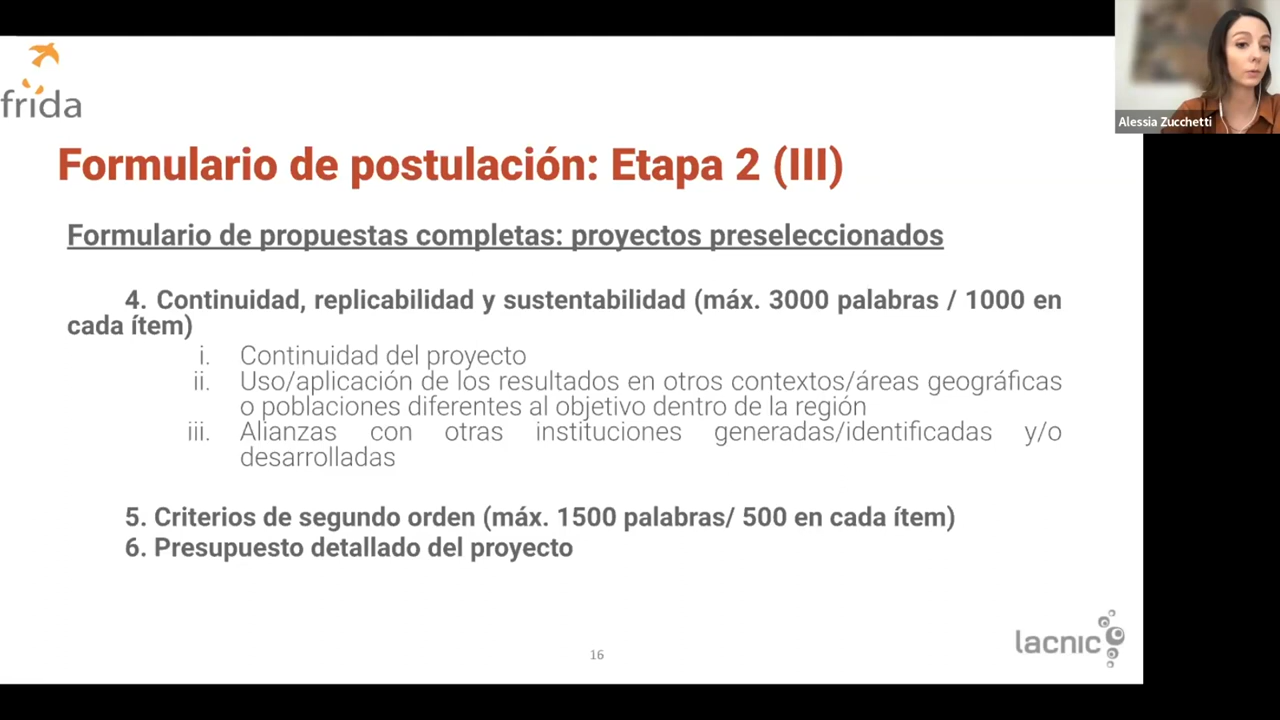 frida
Alessia Zucchetti
Formulario de postulación: Etapa 2 (III)
Formulario de propuestas completas: proyectos preseleccionados
4. Continuidad, replicabilidad y sustentabilidad (máx. 3000 palabras / 1000 en
cada ítem)
i. Continuidad del proyecto
ii. Uso/aplicación de los resultados en otros contextos/áreas geográficas
o poblaciones diferentes al objetivo dentro de la región
iii. Alianzas con otras instituciones generadas/identificadas y/o
desarrolladas
5. Criterios de segundo orden (máx. 1500 palabras/ 500 en cada ítem)
6. Presupuesto detallado del proyecto
lacnic
16